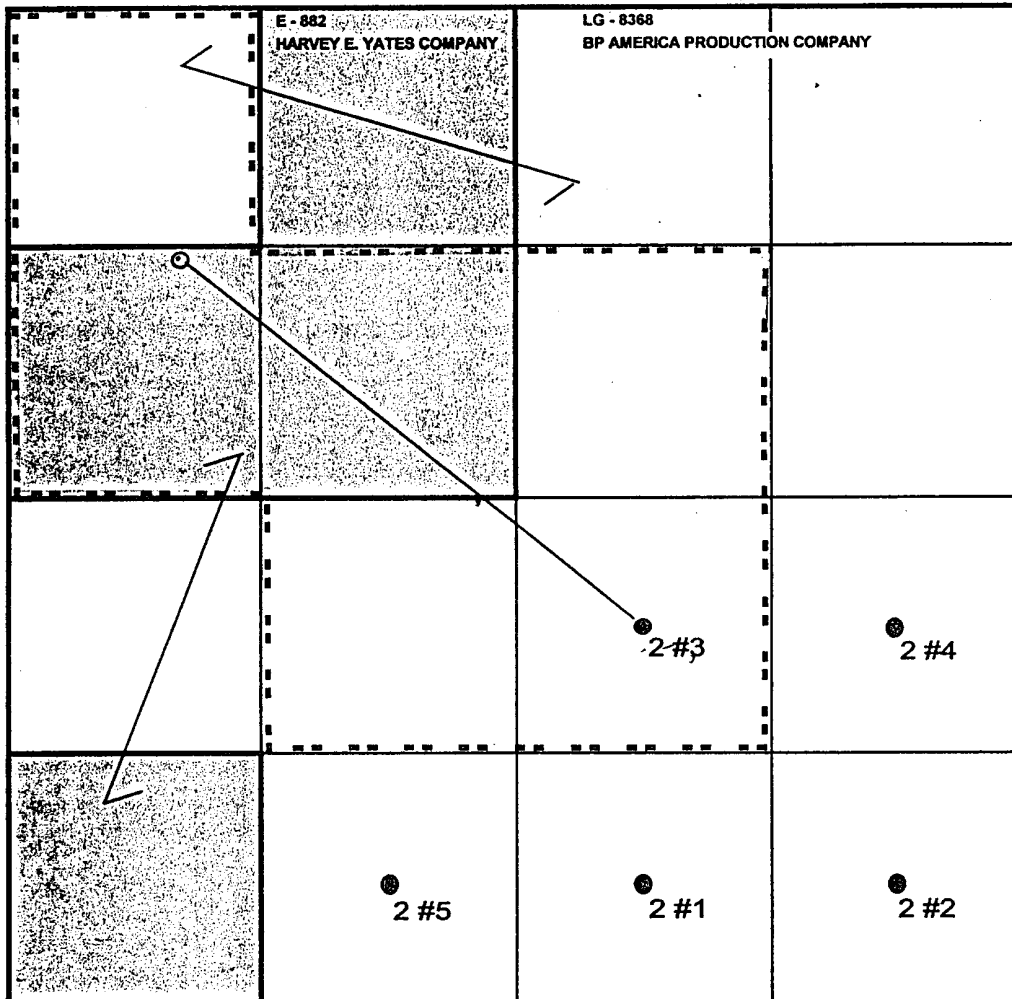 E - 882
HARVEY E. YATES COMPANY
LG - 8368
BP AMERICA PRODUCTION COMPANY
2 #3
2 #4
2 #5
2 #1
2 #2